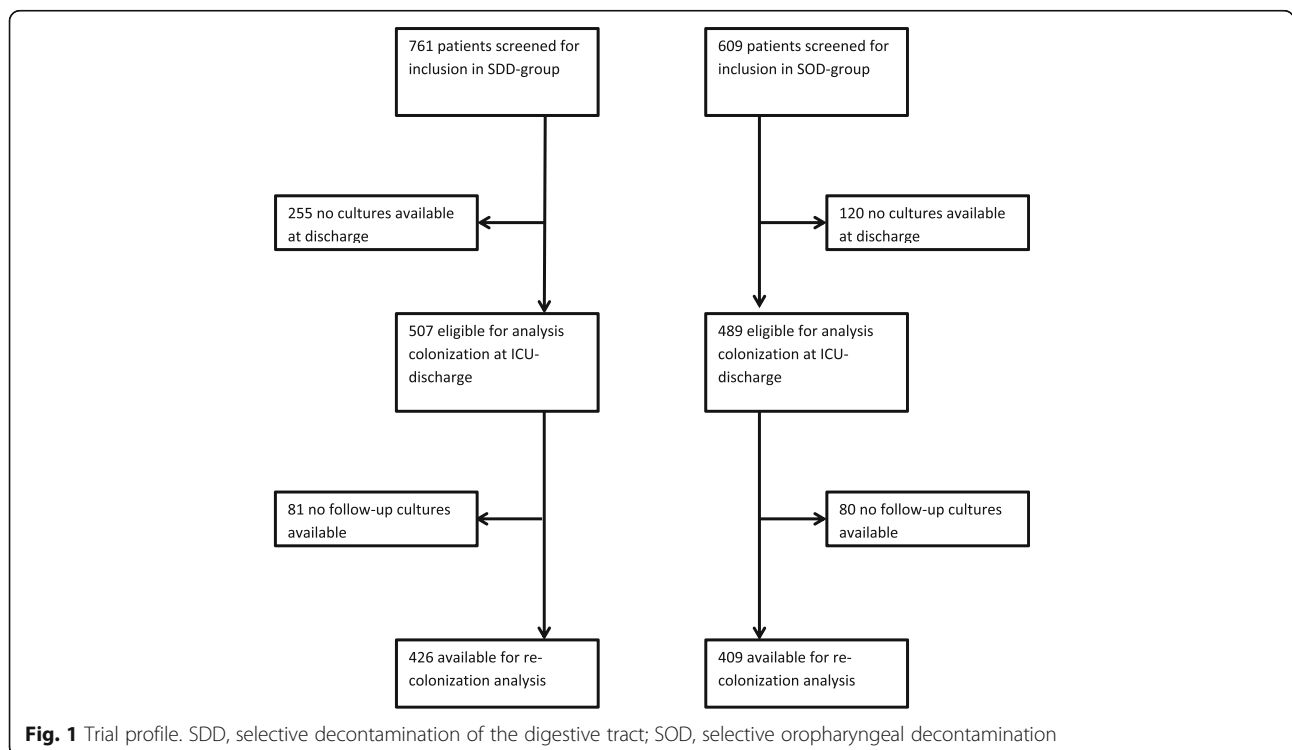 761 patients screened for
inclusion in SDD-group
609 patients screened for
inclusion in SOD-group
255 no cultures available
at discharge
120 no cultures available
at discharge
507 eligible for analysis
colonization at ICU-
discharge
489 eligible for analysis
colonization at ICU-
discharge
81 no follow-up cultures
available
80 no follow-up cultures
available
426 available for re-
colonization analysis
409 available for re-
colonization analysis
Fig. 1 Trial profile. SDD, selective decontamination of the digestive tract; SOD, selective oropharyngeal decontamination